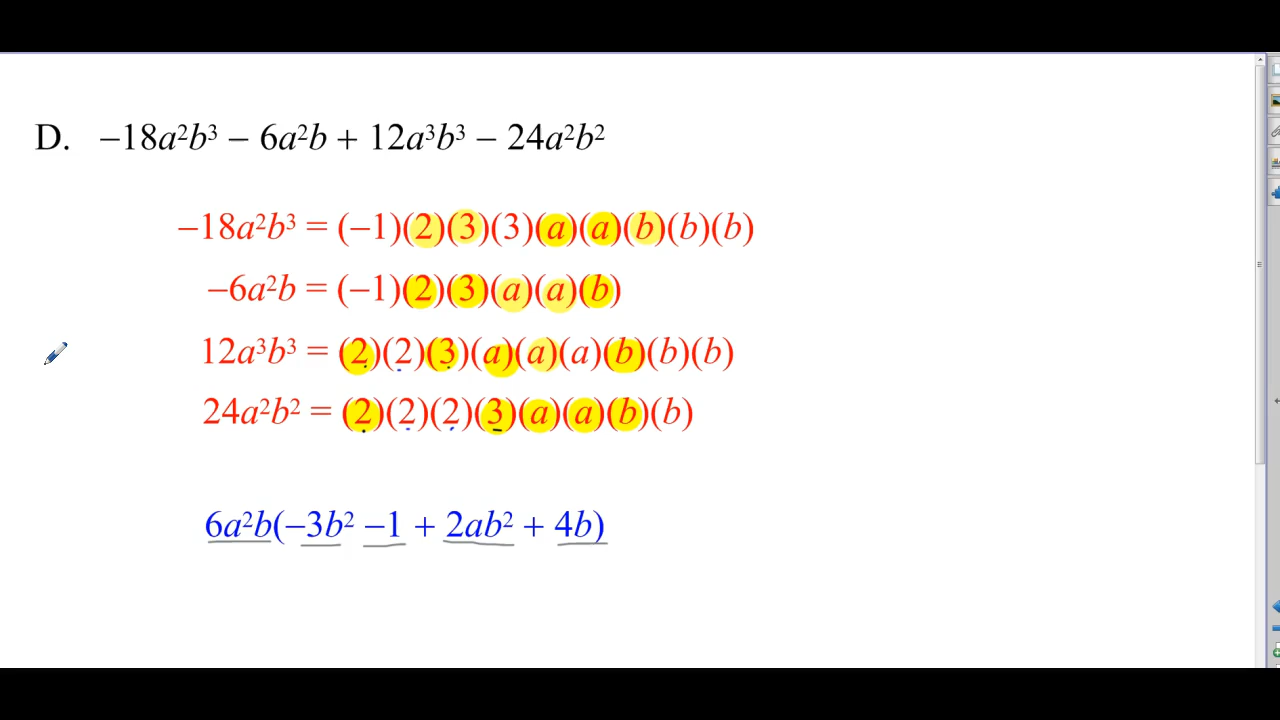 D. −18a²b³ − 6a²b + 12a³b³ − 24a²b²
−18a²b³ = (−1)(2)(3)(3)(a)(a)(b)(b)(b)
−6a²b = (−1)(2)(3)(a)(a)(b)
12a³b³ = (2)(2)(3)(a)(a)(a)(b)(b)(b)
24a²b² = (2)(2)(2)(3)(a)(a)(b)(b)
6a²b(−3b² −1 + 2ab² + 4b)